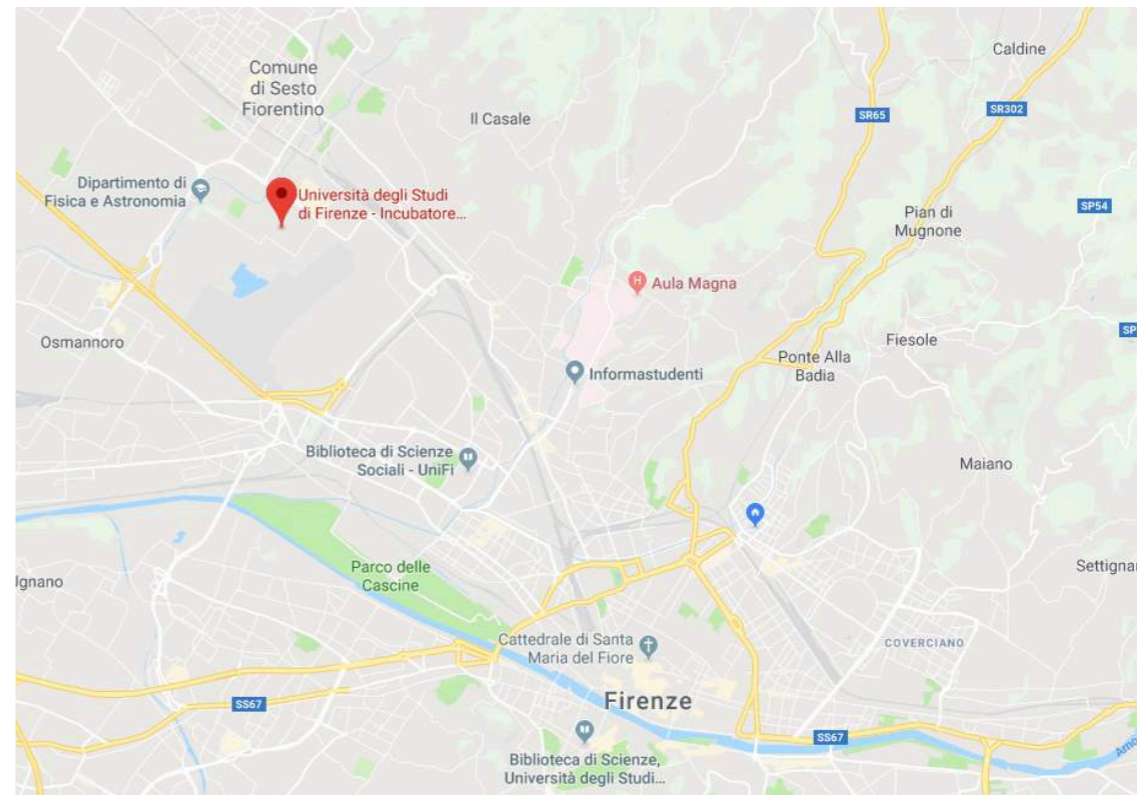 Caldine
Comune
di Sesto
Fiorentino
Il Casale
SR65
SR302
Dipartimento di
Fisica e Astronomia
Università degli Studi
di Firenze - Incubatore...
SP54
Pian di
Mugnone
Aula Magna
SP
Osmannoro
Fiesole
Ponte Alla
Badia
Informastudenti
Biblioteca di Scienze
Sociali - UniFi
Maiano
Parco delle
Cascine
Ugnano
Settignan
Cattedrale di Santa
Maria del Fiore
COVERCIANO
SS67
Firenze
SS67
Biblioteca di Scienze,
Università degli Studi...
Arno